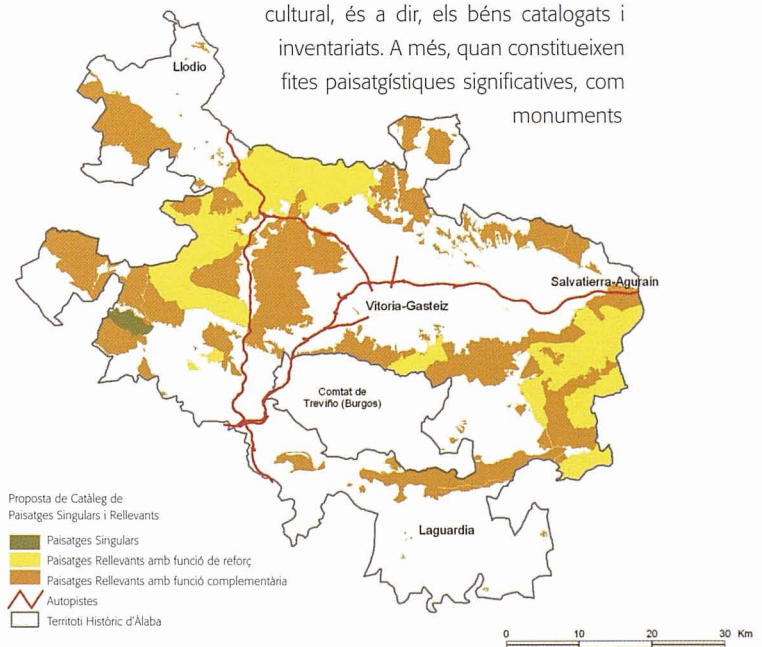 cultural, és a dir, els béns catalogats i
inventariats. A més, quan constitueixen
fites paisatgístiques significatives, com
monuments
Llodio
Salvatierra-Agurain
Vitoria-Gasteiz
Comtat de
Treviño (Burgos)
Laguardia
Proposta de Catàleg de
Paisatges Singulars i Rellevants
Paisatges Singulars
Paisatges Rellevants amb funció de reforç
Paisatges Rellevants amb funció complementària
Autopistes
Territoti Històric d'Àlaba
0 10 20 30 Km